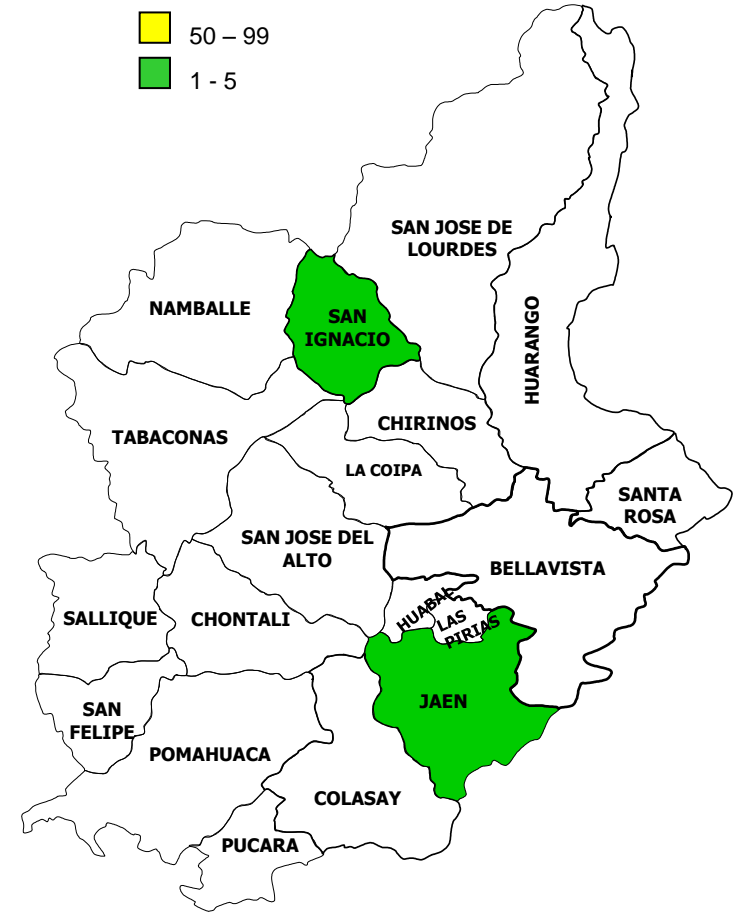 50 – 99
1 - 5
SAN JOSE DE
LOURDES
NAMBALLE
SAN
IGNACIO
HUARANGO
TABACONAS
CHIRINOS
LA COIPA
SANTA
ROSA
SAN JOSE DEL
ALTO
BELLAVISTA
SALLIQUE
CHONTALI
HUABAL
LAS
PIRIAS
JAEN
SAN
FELIPE
POMAHUACA
COLASAY
PUCARA